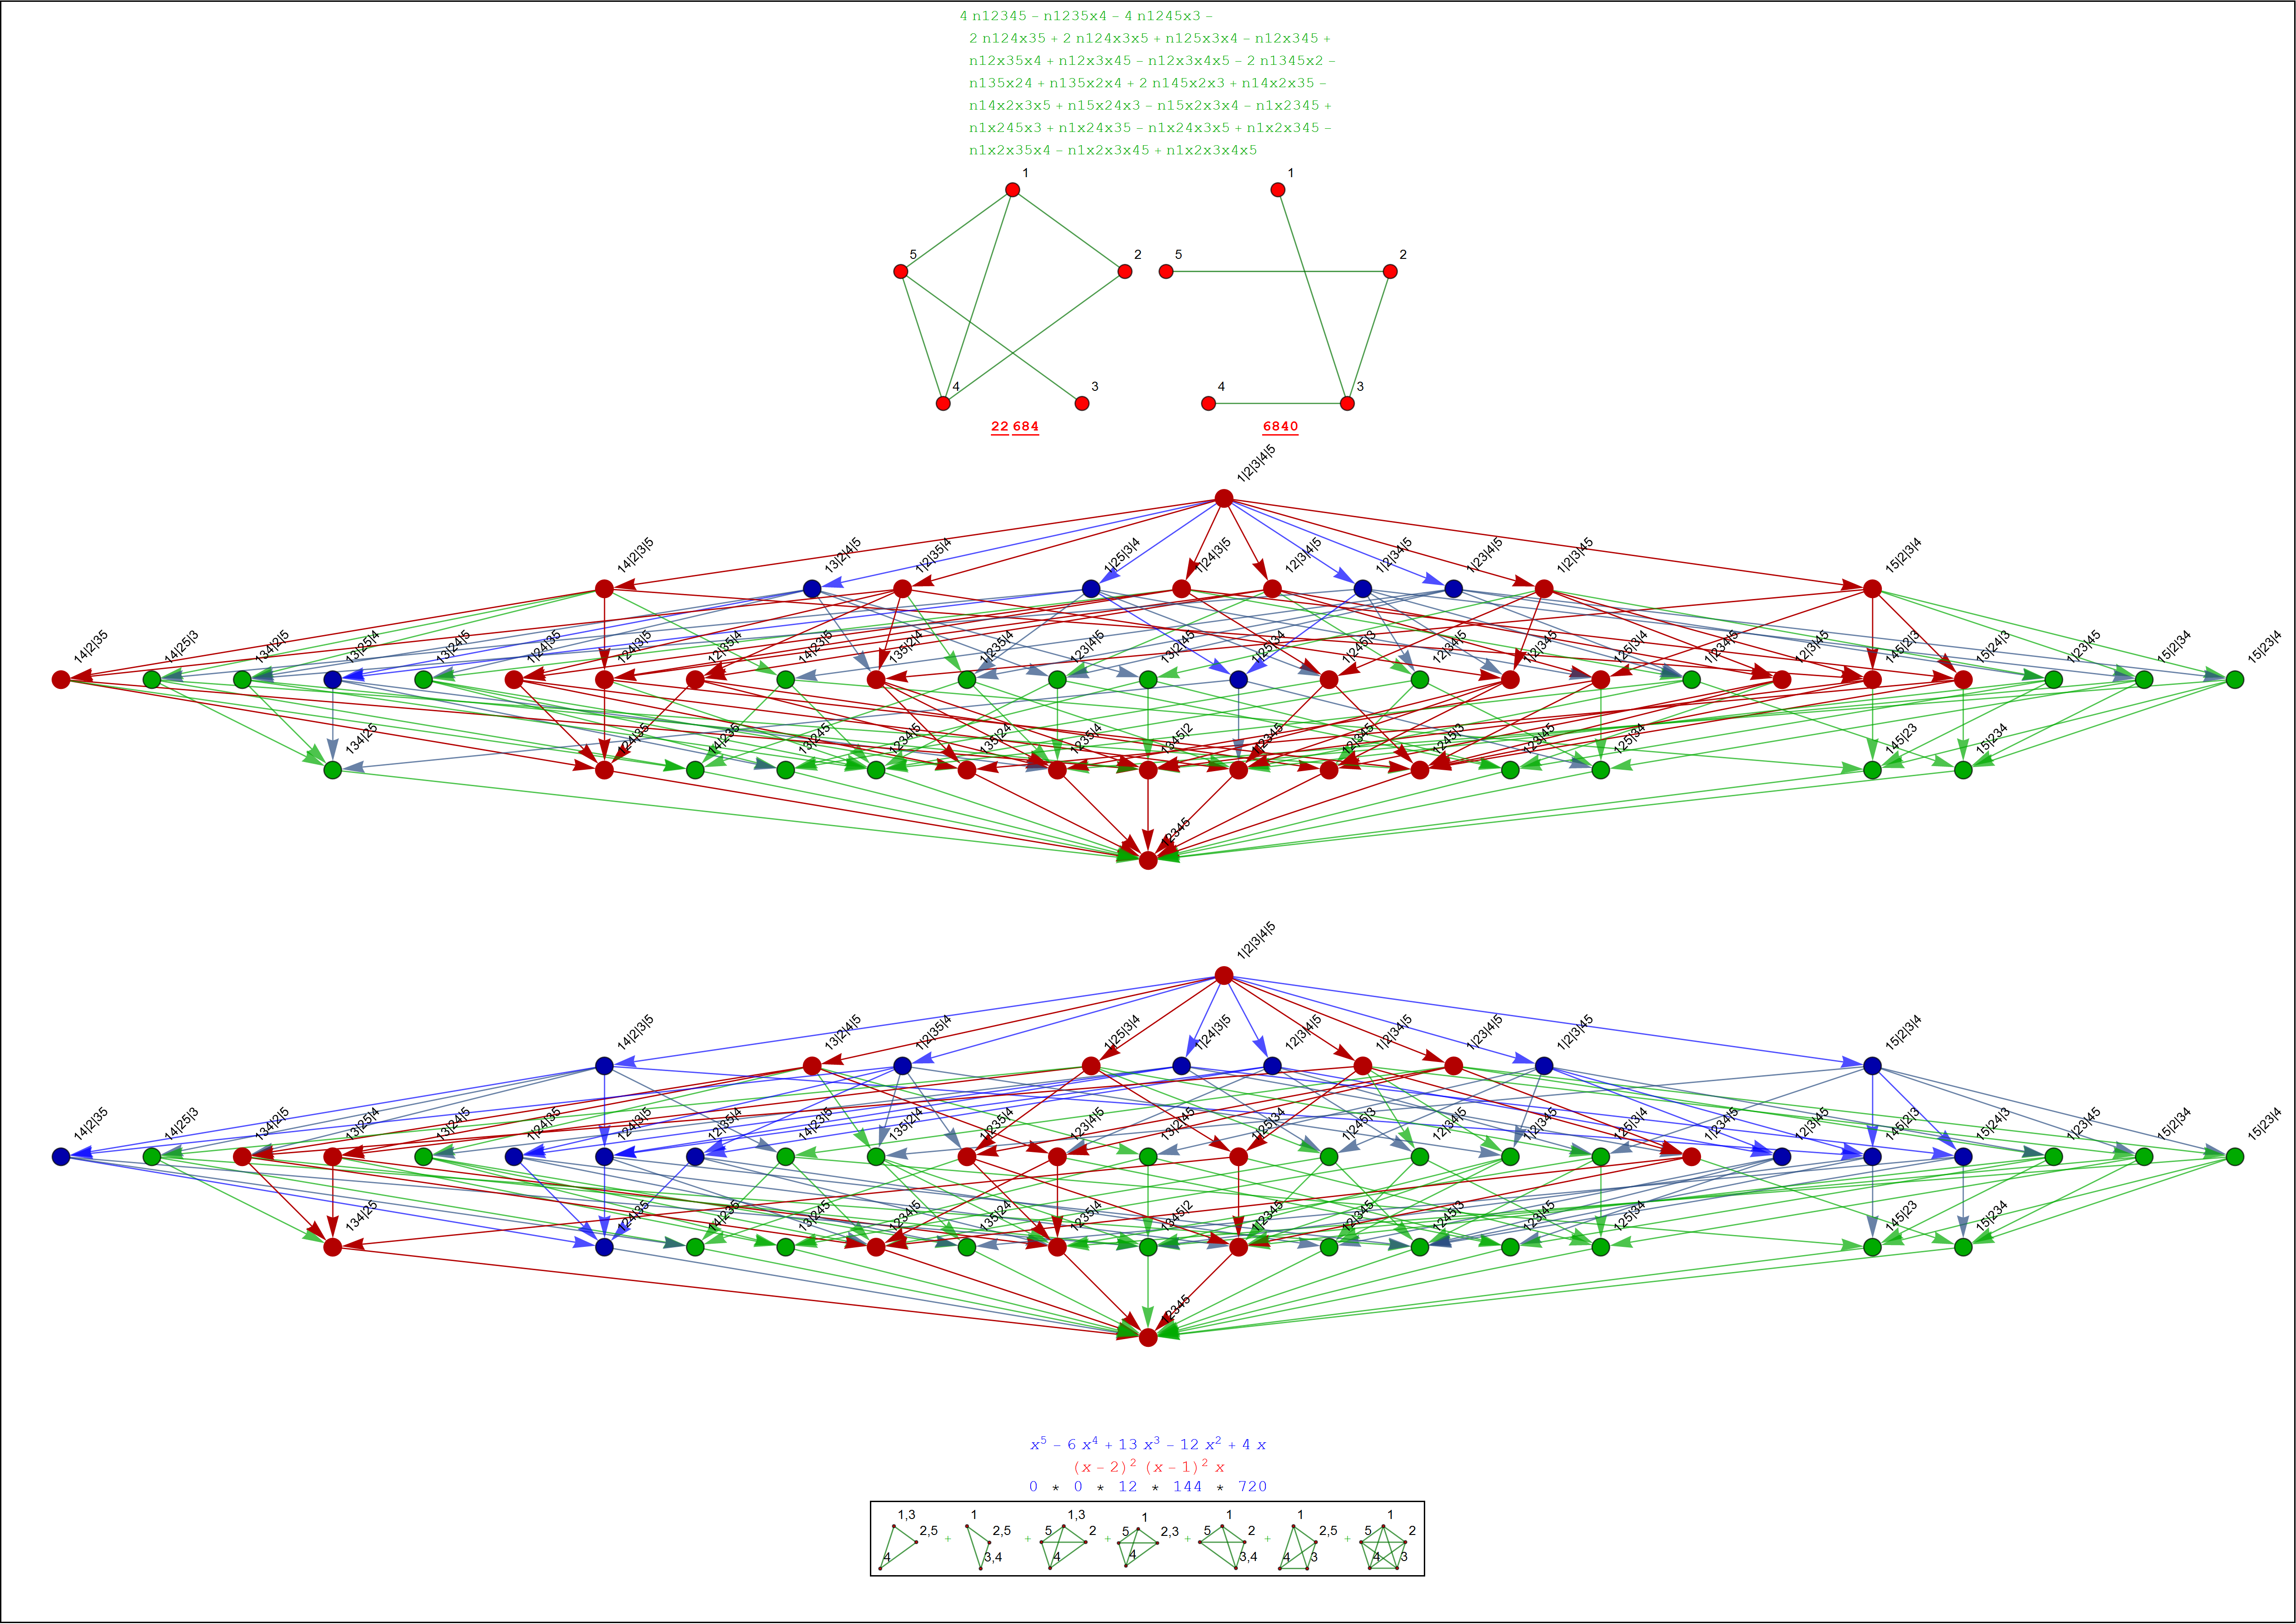 4 n12345 – n1235x4 – 4 n1245x3 –
2 n124x35 + 2 n124x3x5 + n125x3x4 – n12x345 +
n12x35x4 + n12x3x45 – n12x3x4x5 – 2 n1345x2 –
n135x24 + n135x2x4 + 2 n145x2x3 + n14x2x35 –
n14x2x3x5 + n15x24x3 – n15x2x3x4 – n1x2345 +
n1x245x3 + n1x24x35 – n1x24x3x5 + n1x2x345 –
n1x2x35x4 – n1x2x3x45 + n1x2x3x4x5
1 1
5 2 5 2
4 3 4 3
22 684 6840
1|2|3|4|5
14|2|3|5 13|2|4|5 1|2|35|4 1|25|3|4 1|24|3|5 12|3|4|5 1|2|34|5 1|23|4|5 1|2|3|45 15|2|3|4
14|2|35 14|25|3 134|2|5 13|25|4 13|24|5 1|24|35 124|3|5 12|35|4 14|23|5 135|2|4 1|235|4 123|4|5 13|2|45 1|25|34 1|245|3 12|34|5 1|2|345 125|3|4 1|234|5 12|3|45 145|2|3 15|24|3 1|23|45 15|2|34 15|23|4
134|25 124|35 14|235 13|245 1234|5 135|24 1235|4 1345|2 1|2345 12|345 1245|3 123|45 125|34 145|23 15|234
12345
1|2|3|4|5
14|2|3|5 13|2|4|5 1|2|35|4 1|25|3|4 1|24|3|5 12|3|4|5 1|2|34|5 1|23|4|5 1|2|3|45 15|2|3|4
14|2|35 14|25|3 134|2|5 13|25|4 13|24|5 1|24|35 124|3|5 12|35|4 14|23|5 135|2|4 1|235|4 123|4|5 13|2|45 1|25|34 1|245|3 12|34|5 1|2|345 125|3|4 1|234|5 12|3|45 145|2|3 15|24|3 1|23|45 15|2|34 15|23|4
134|25 124|35 14|235 13|245 1234|5 135|24 1235|4 1345|2 1|2345 12|345 1245|3 123|45 125|34 145|23 15|234
12345
x⁵ – 6 x⁴ + 13 x³ – 12 x² + 4 x
(x – 2)² (x – 1)² x
0 * 0 * 12 * 144 * 720
1,3 2,5 4 + 1 2,5 3,4 + 1,3 5 2 4 + 1 5 2,3 4 + 1 5 2 3,4 + 1 2,5 4 3 + 1 5 2 4 3